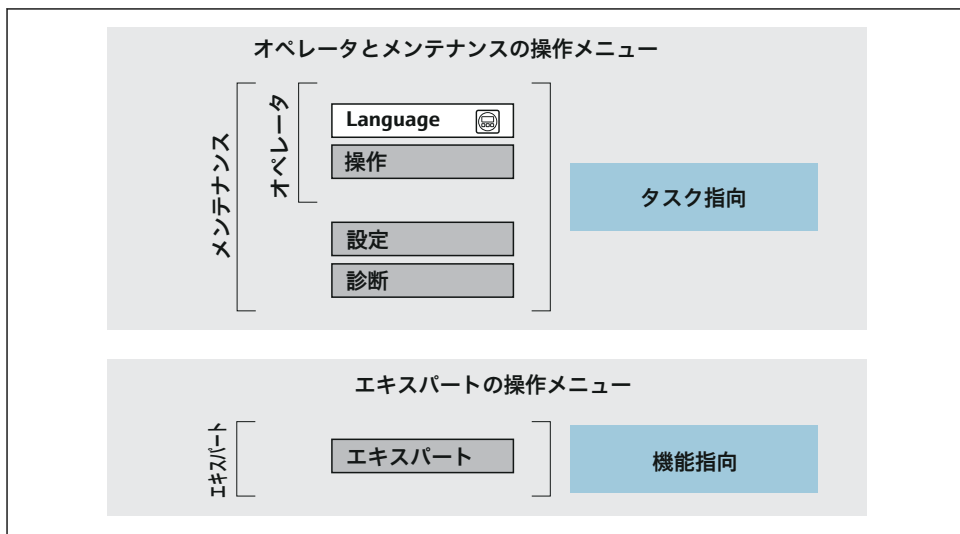 オペレータとメンテナンスの操作メニュー
メンテナンス
オペレータ
Language
操作
設定
診断
タスク指向
エキスパートの操作メニュー
エキスパート
エキスパート
機能指向